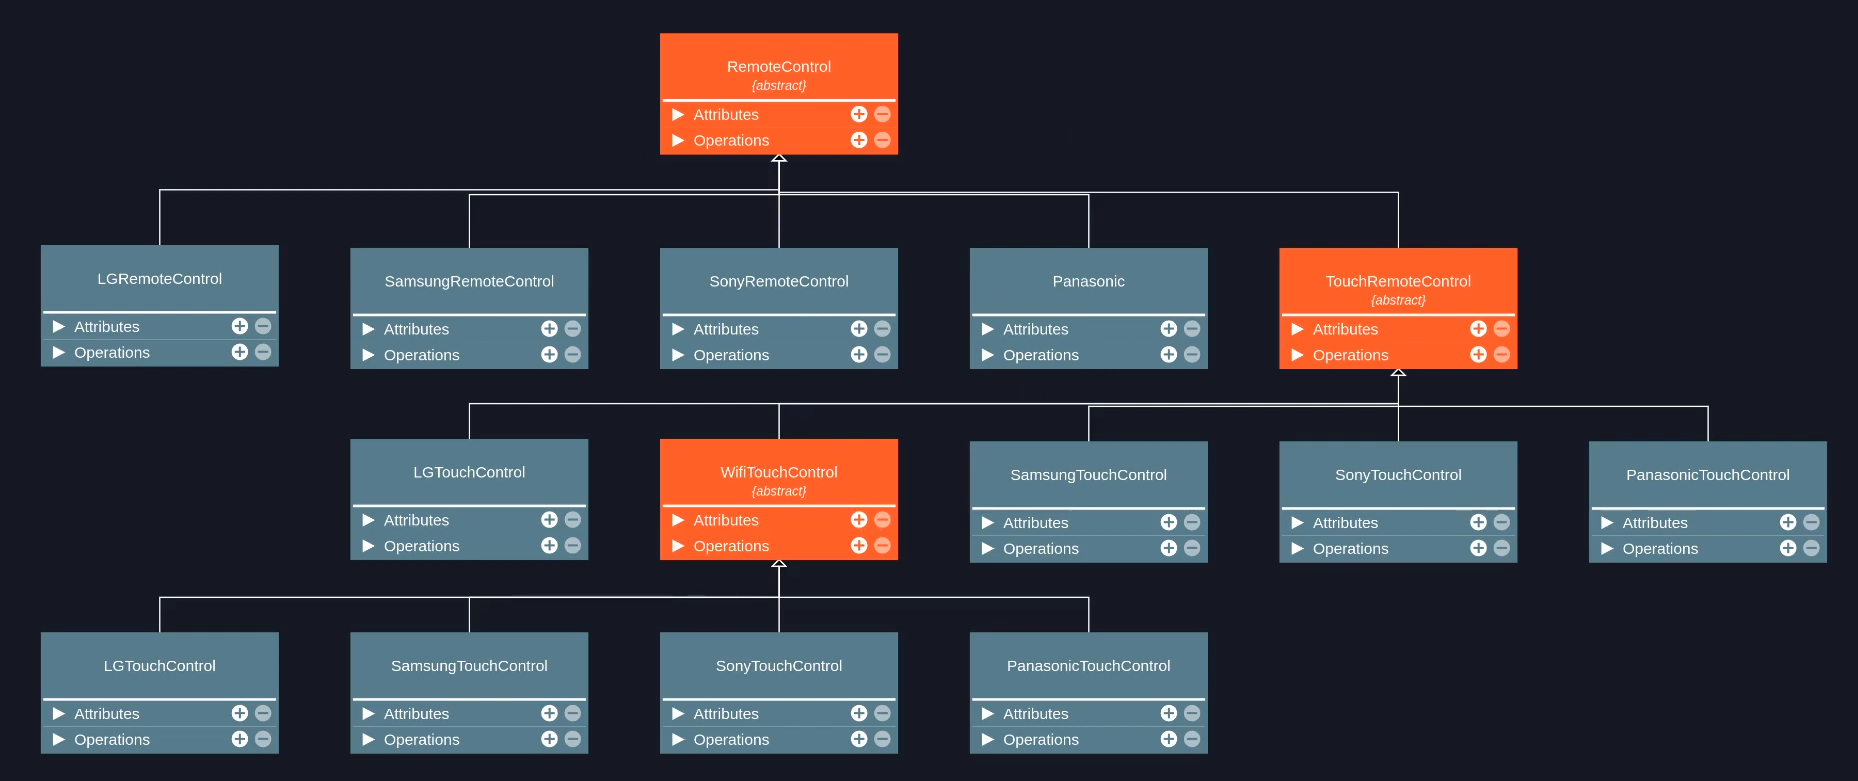 RemoteControl
{abstract}
Attributes
Operations
LGRemoteControl
Attributes
Operations
SamsungRemoteControl
Attributes
Operations
SonyRemoteControl
Attributes
Operations
Panasonic
Attributes
Operations
TouchRemoteControl
{abstract}
Attributes
Operations
LGTouchControl
Attributes
Operations
WifiTouchControl
{abstract}
Attributes
Operations
SamsungTouchControl
Attributes
Operations
SonyTouchControl
Attributes
Operations
PanasonicTouchControl
Attributes
Operations
LGTouchControl
Attributes
Operations
SamsungTouchControl
Attributes
Operations
SonyTouchControl
Attributes
Operations
PanasonicTouchControl
Attributes
Operations